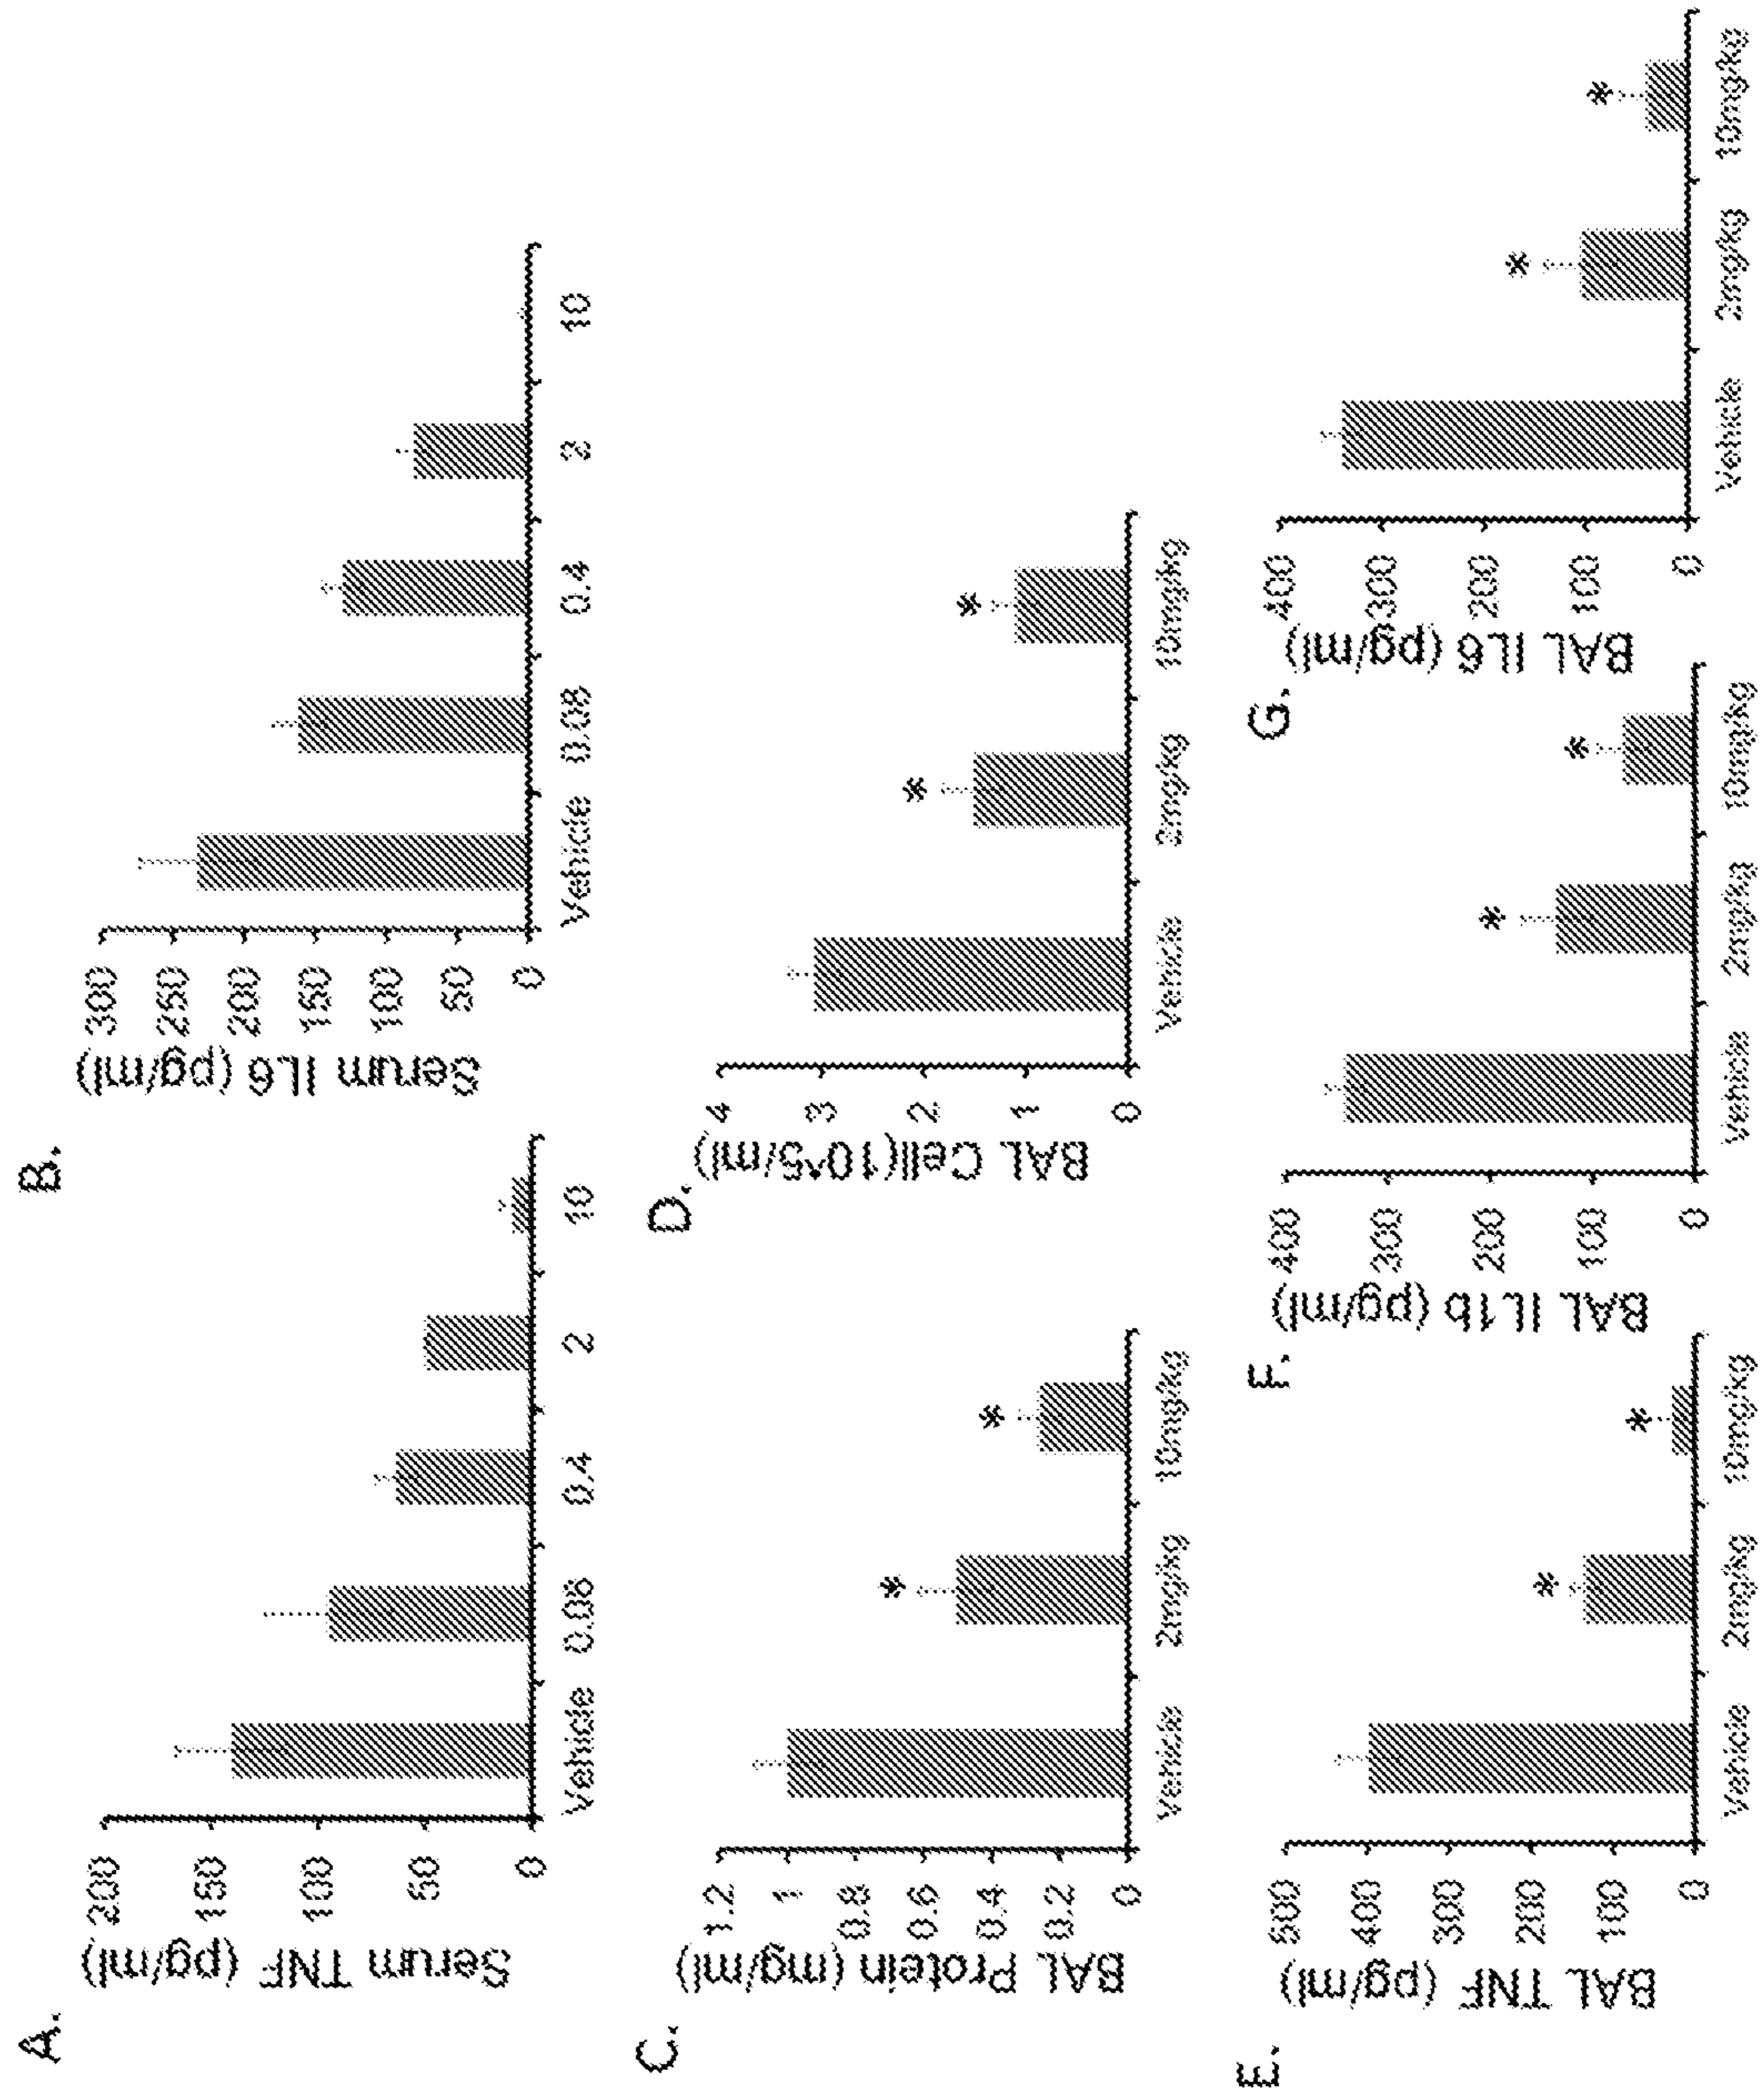 A.
Serum TNF (pg/ml)
200
150
100
50
0
Vehicle 0.08 0.4 2 10
B.
Serum IL6 (pg/ml)
300
250
200
150
100
50
0
Vehicle 0.08 0.4 2 10
C.
BAL Protein (mg/ml)
1.2
1
0.8
0.6
0.4
0.2
0
* *
Vehicle 2mg/kg 10mg/kg
D.
BAL Cell(10^5/ml)
4
3
2
1
0
* *
Vehicle 2mg/kg 10mg/kg
E.
BAL TNF (pg/ml)
500
400
300
200
100
0
* *
Vehicle 2mg/kg 10mg/kg
F.
BAL IL1b (pg/ml)
400
300
200
100
0
* *
Vehicle 2mg/kg 10mg/kg
G.
BAL IL6 (pg/ml)
400
300
200
100
0
* *
Vehicle 2mg/kg 10mg/kg